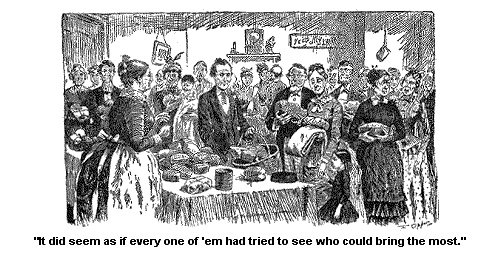 "It did seem as if every one of 'em had tried to see who could bring the most."